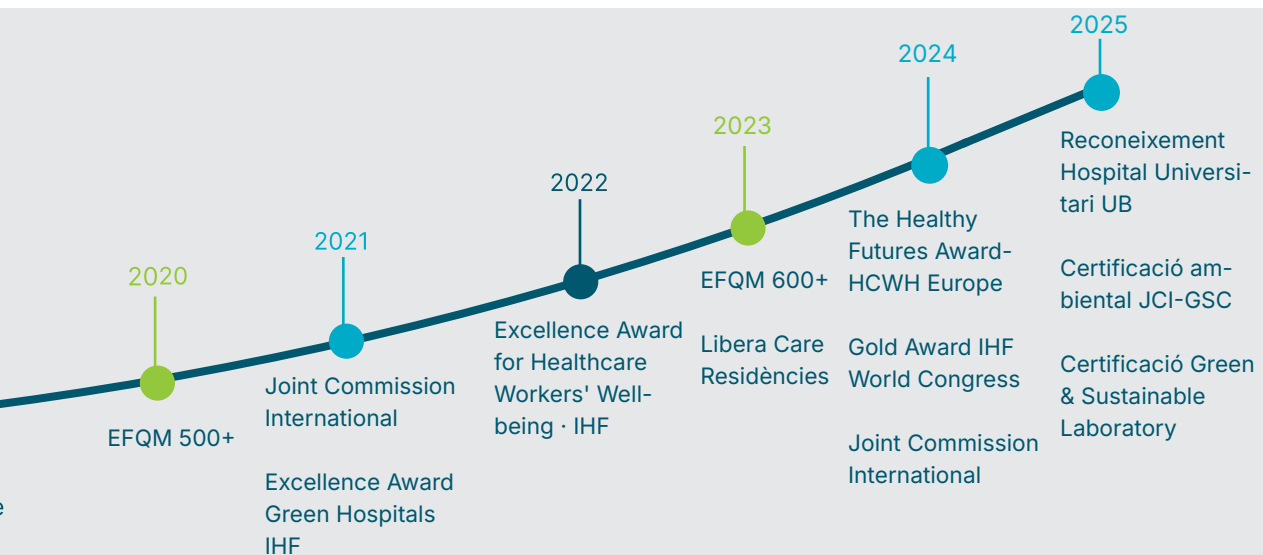 2020
EFQM 500+
2021
Joint Commission
International
Excellence Award
Green Hospitals
IHF
2022
Excellence Award
for Healthcare
Workers' Well-
being · IHF
2023
EFQM 600+
Libera Care
Residències
2024
The Healthy
Futures Award-
HCWH Europe
Gold Award IHF
World Congress
Joint Commission
International
2025
Reconeixement
Hospital Universi-
tari UB
Certificació am-
biental JCI-GSC
Certificació Green
& Sustainable
Laboratory